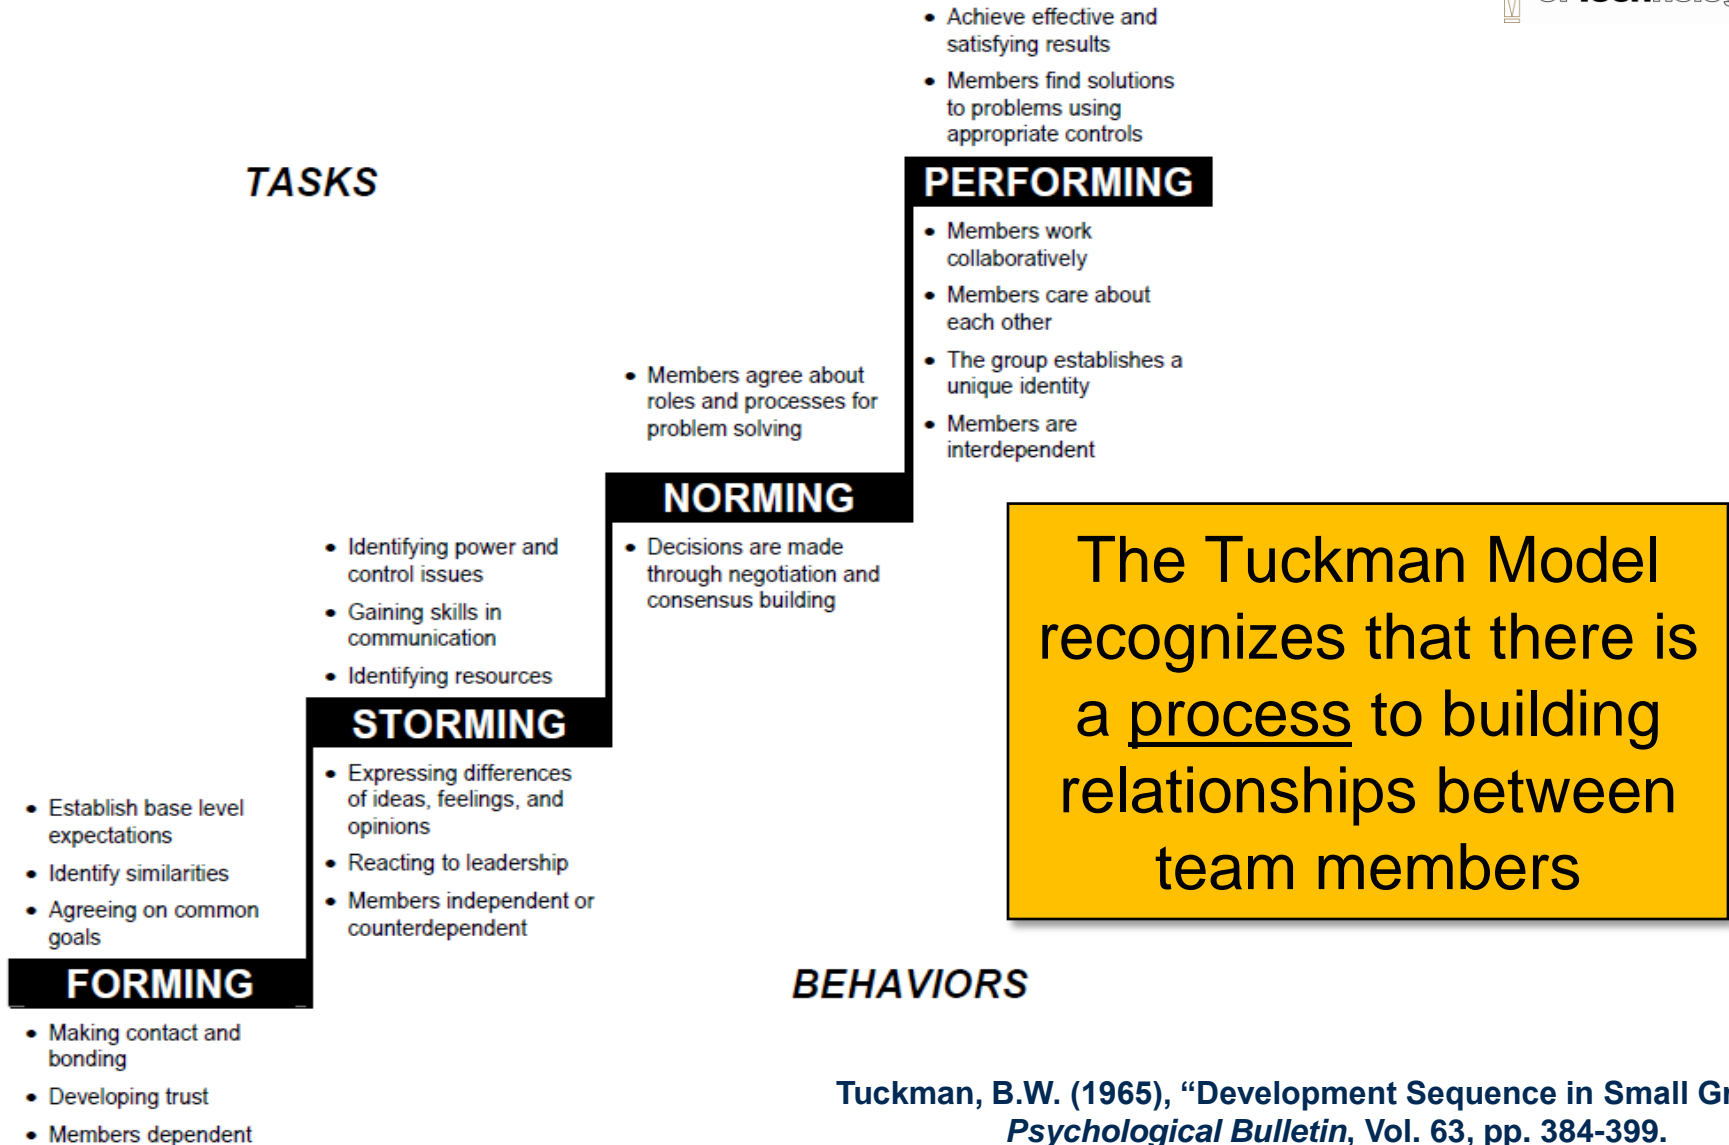 of Technology
• Achieve effective and
satisfying results
• Members find solutions
to problems using
appropriate controls
TASKS
PERFORMING
• Members work
collaboratively
• Members care about
each other
• The group establishes a
unique identity
• Members are
interdependent
• Members agree about
roles and processes for
problem solving
NORMING
• Decisions are made
through negotiation and
consensus building
• Identifying power and
control issues
• Gaining skills in
communication
• Identifying resources
STORMING
• Expressing differences
of ideas, feelings, and
opinions
• Reacting to leadership
• Members independent or
counterdependent
• Establish base level
expectations
• Identify similarities
• Agreeing on common
goals
FORMING
• Making contact and
bonding
• Developing trust
• Members dependent
The Tuckman Model
recognizes that there is
a process to building
relationships between
team members
BEHAVIORS
Tuckman, B.W. (1965), “Development Sequence in Small Gr
Psychological Bulletin, Vol. 63, pp. 384-399.